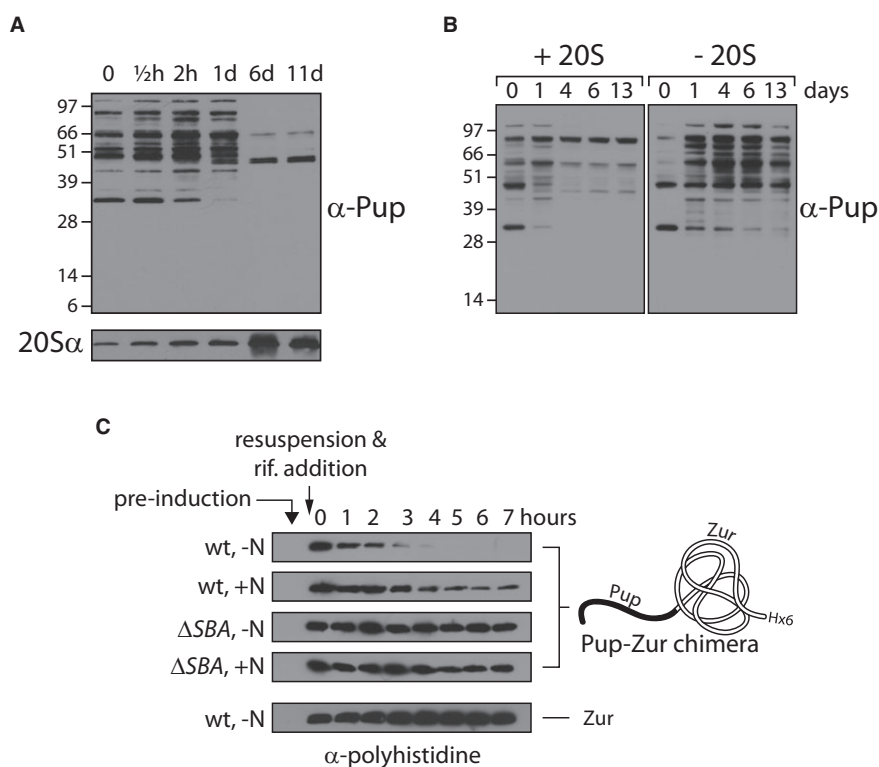 A
0 ½h 2h 1d 6d 11d
97
66
51
39
28
14
6
α-Pup
20Sα
B
+ 20S - 20S
0 1 4 6 13 0 1 4 6 13 days
97
66
51
39
28
14
α-Pup
C
resuspension &
rif. addition
pre-induction
0 1 2 3 4 5 6 7 hours
wt, -N
wt, +N
ΔSBA, -N
ΔSBA, +N
wt, -N
Zur
Pup
Hx6
Pup-Zur chimera
Zur
α-polyhistidine